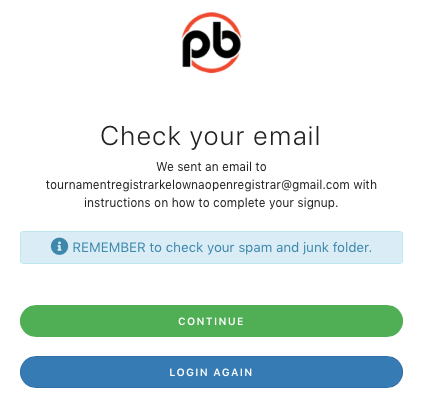 pb
Check your email
We sent an email to
tournamentregistrarkelownaopenregistrar@gmail.com with
instructions on how to complete your signup.
REMEMBER to check your spam and junk folder.
CONTINUE
LOGIN AGAIN